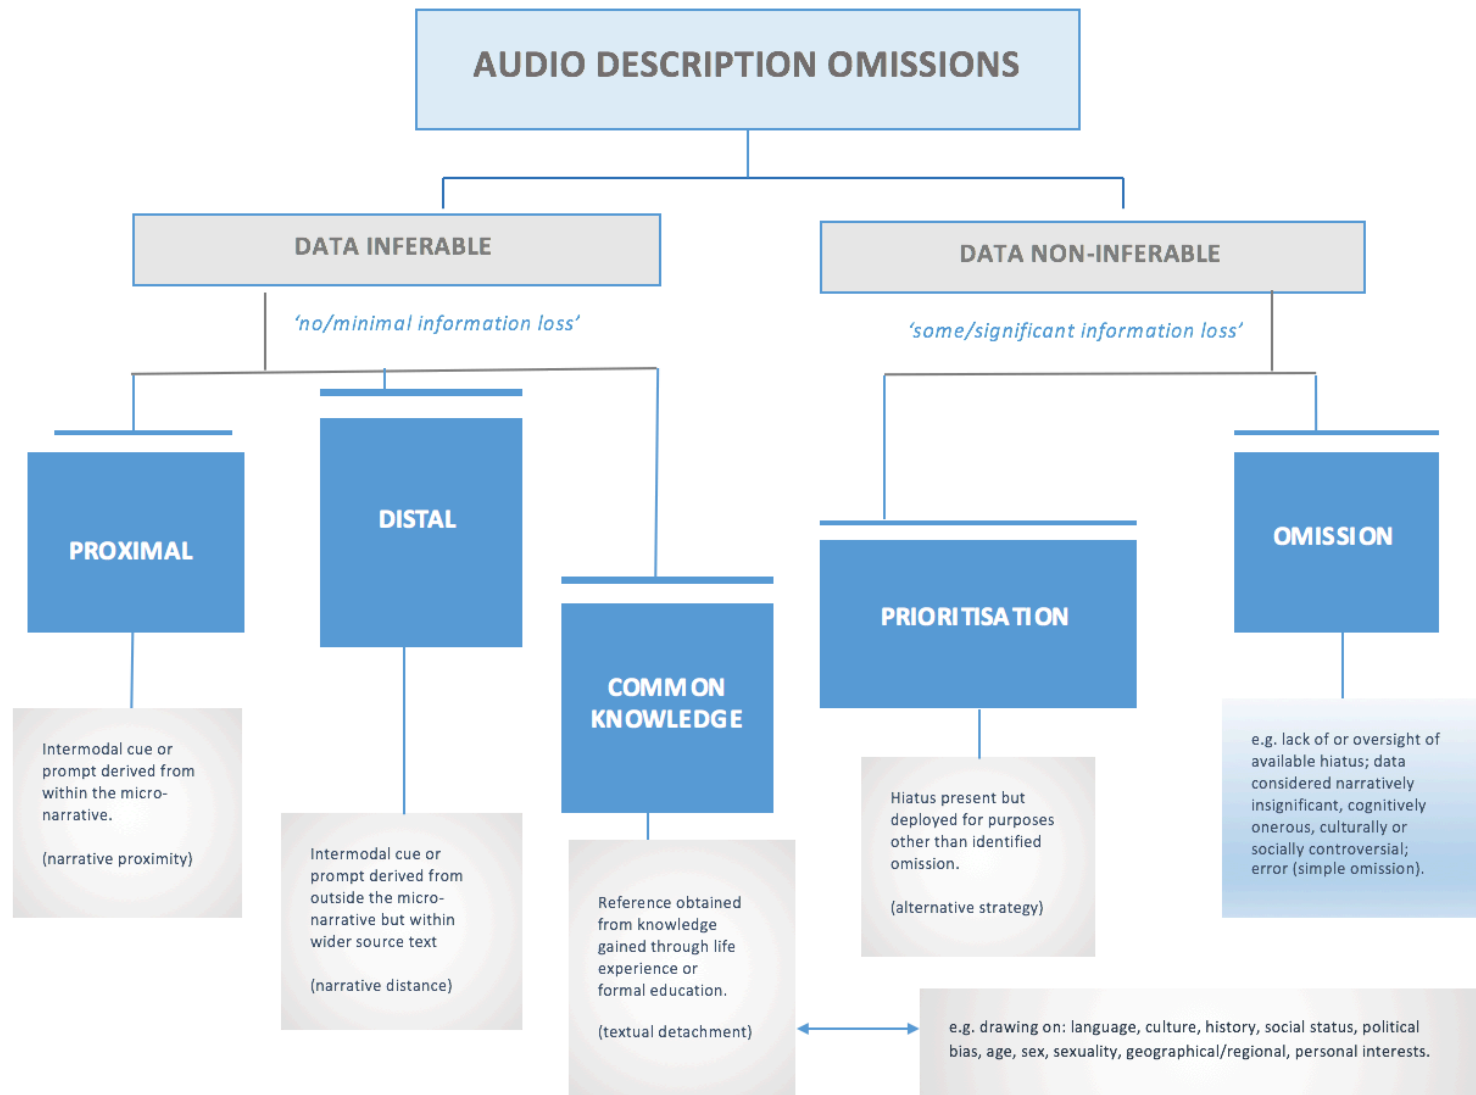 AUDIO DESCRIPTION OMISSIONS
DATA INFERABLE
DATA NON-INFERABLE
‘no/minimal information loss’
‘some/significant information loss’
PROXIMAL
DISTAL
COMMON
KNOWLEDGE
PRIORITISATION
OMISSION
Intermodal cue or
prompt derived from
within the micro-
narrative.
(narrative proximity)
Intermodal cue or
prompt derived from
outside the micro-
narrative but within
wider source text
(narrative distance)
Reference obtained
from knowledge
gained through life
experience or
formal education.
(textual detachment)
Hiatus present but
deployed for purposes
other than identified
omission.
(alternative strategy)
e.g. lack of or oversight of
available hiatus; data
considered narratively
insignificant, cognitively
onerous, culturally or
socially controversial;
error (simple omission).
e.g. drawing on: language, culture, history, social status, political
bias, age, sex, sexuality, geographical/regional, personal interests.